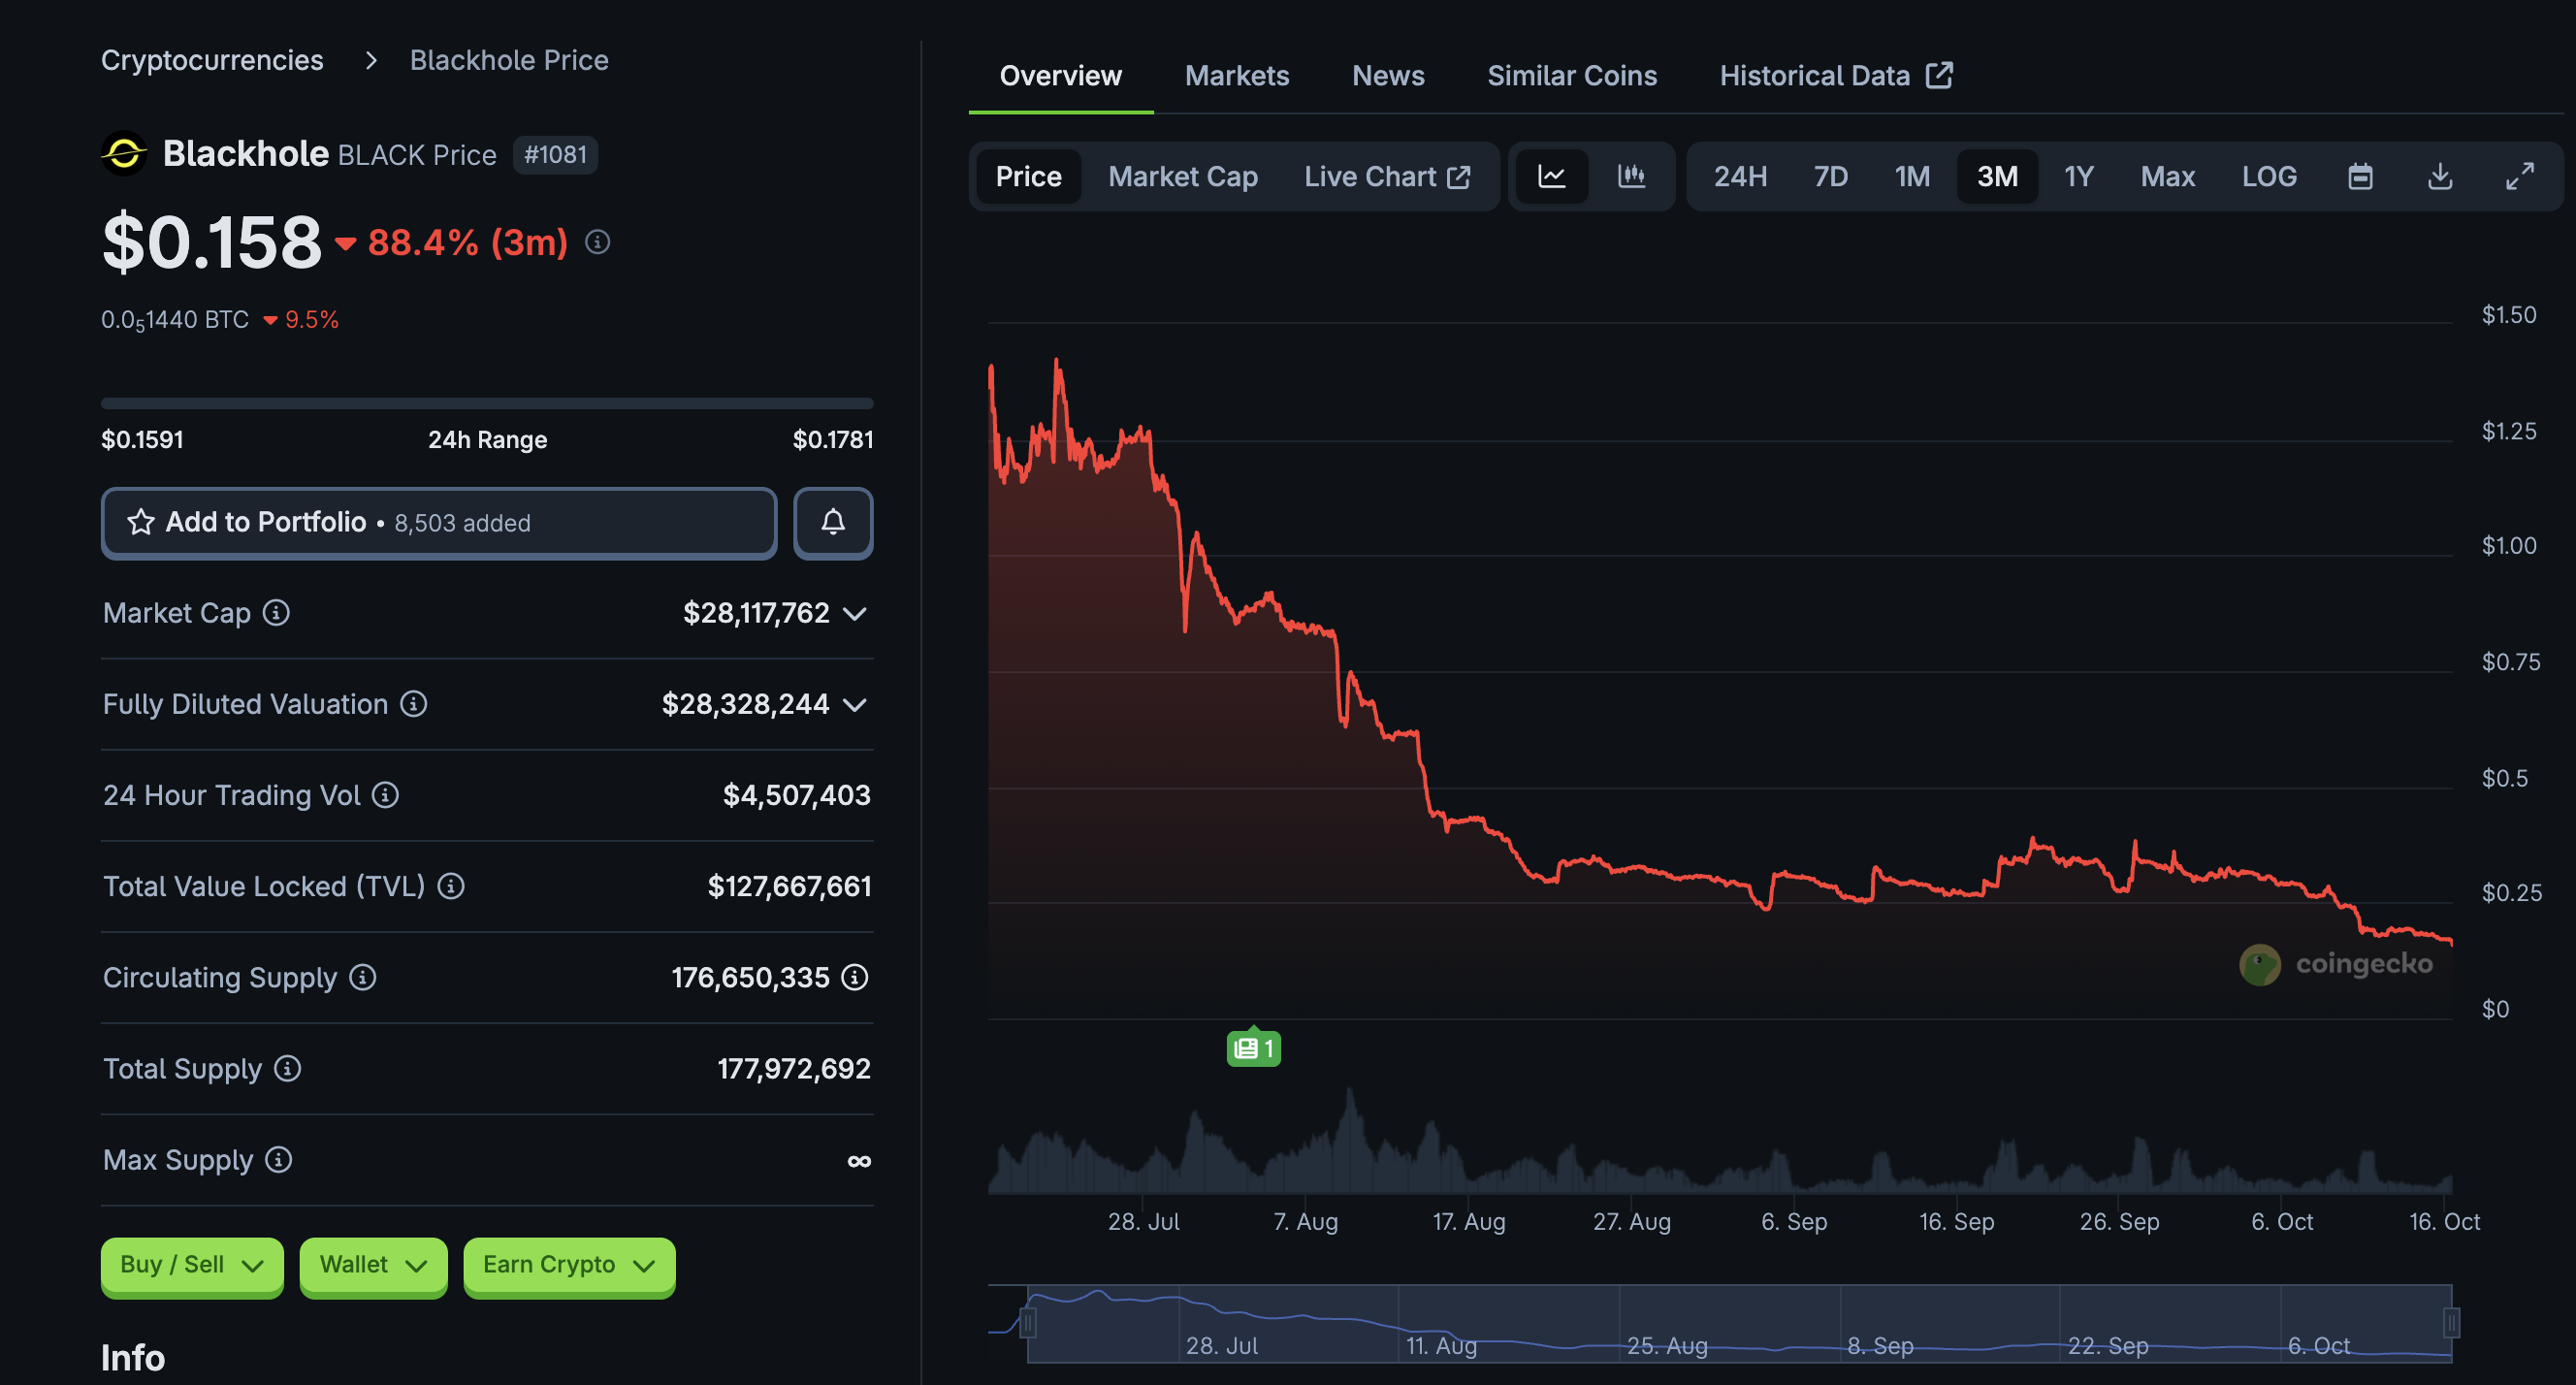 Cryptocurrencies > Blackhole Price
Blackhole BLACK Price #1081
$0.158 88.4% (3m)
0.0₅1440 BTC 9.5%
$0.1591 24h Range $0.1781
Add to Portfolio • 8,503 added
Market Cap $28,117,762
Fully Diluted Valuation $28,328,244
24 Hour Trading Vol $4,507,403
Total Value Locked (TVL) $127,667,661
Circulating Supply 176,650,335
Total Supply 177,972,692
Max Supply ∞
Buy / Sell Wallet Earn Crypto
Info
Overview Markets News Similar Coins Historical Data
Price Market Cap Live Chart 24H 7D 1M 3M 1Y Max LOG
$1.50
$1.25
$1.00
$0.75
$0.5
$0.25
coingecko
$0
1
28. Jul 7. Aug 17. Aug 27. Aug 6. Sep 16. Sep 26. Sep 6. Oct 16. Oct
28. Jul 11. Aug 25. Aug 8. Sep 22. Sep 6. Oct